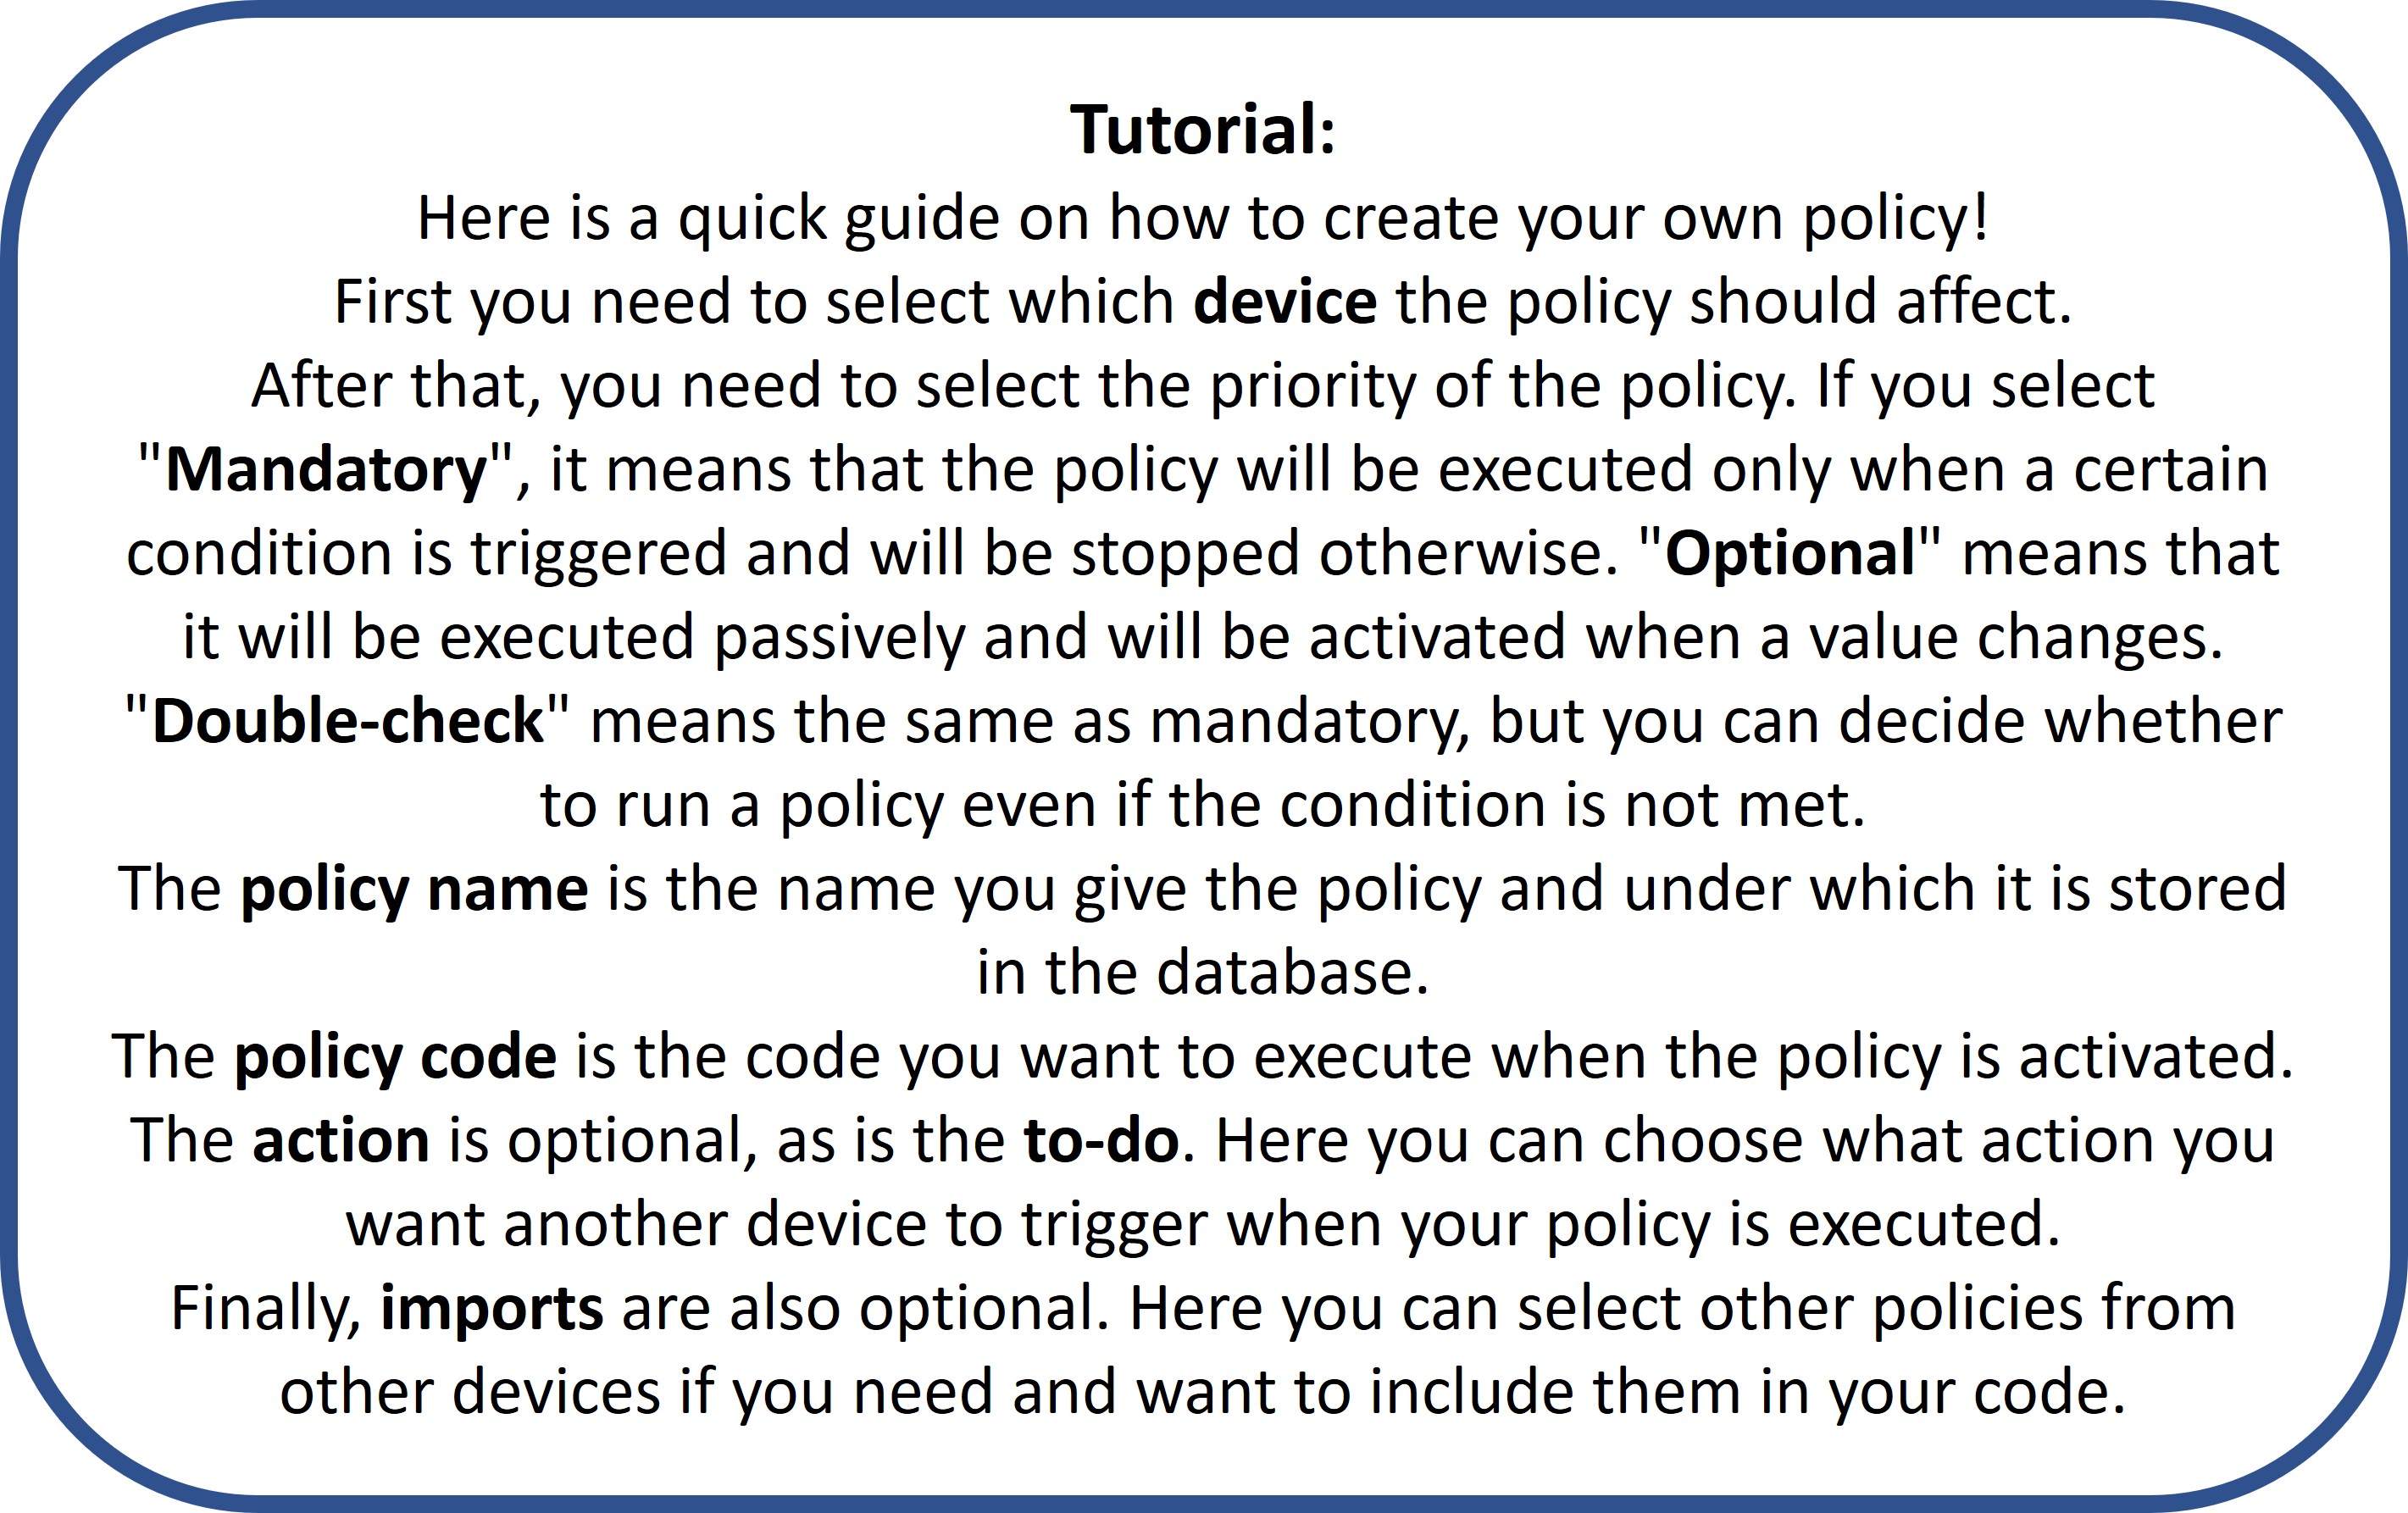 Tutorial:
Here is a quick guide on how to create your own policy!
First you need to select which device the policy should affect.
After that, you need to select the priority of the policy. If you select
"Mandatory", it means that the policy will be executed only when a certain
condition is triggered and will be stopped otherwise. "Optional" means that
it will be executed passively and will be activated when a value changes.
"Double-check" means the same as mandatory, but you can decide whether
to run a policy even if the condition is not met.
The policy name is the name you give the policy and under which it is stored
in the database.
The policy code is the code you want to execute when the policy is activated.
The action is optional, as is the to-do. Here you can choose what action you
want another device to trigger when your policy is executed.
Finally, imports are also optional. Here you can select other policies from
other devices if you need and want to include them in your code.